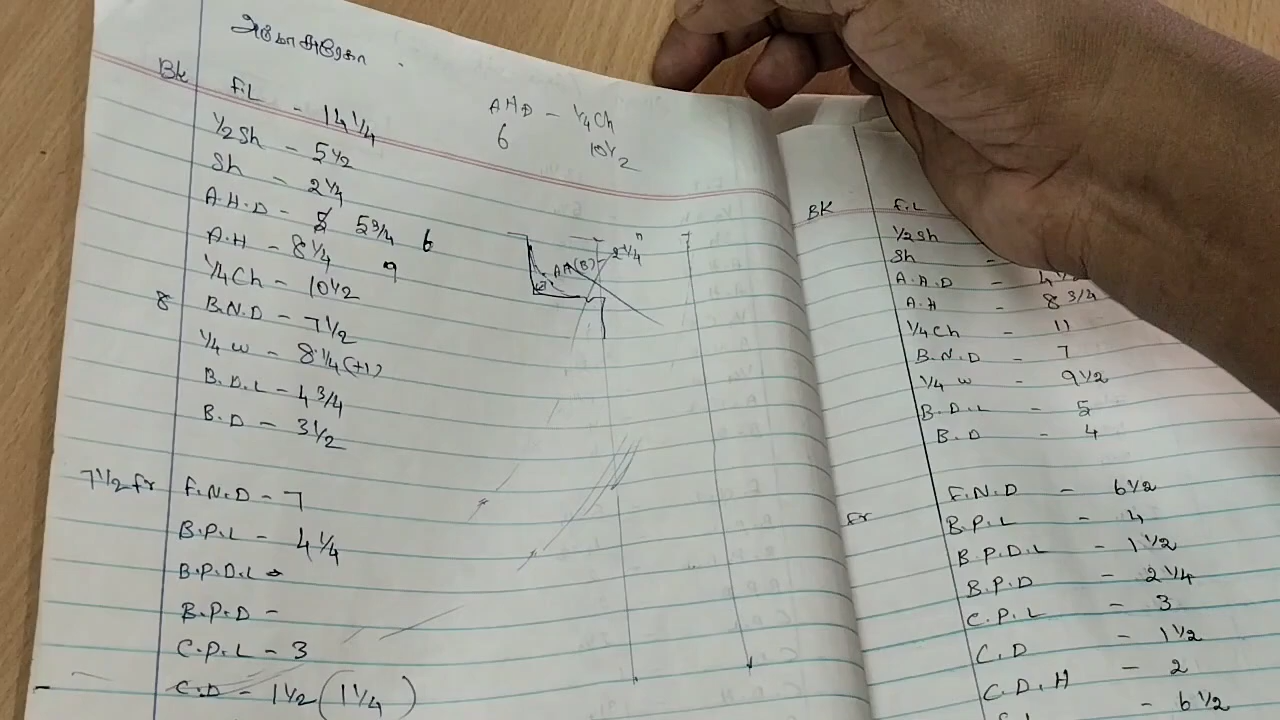 Bk F.L - 14 1/4
AHD - 1/4 Ch
6 10 1/2
1/2 Sh - 5 1/2
Sh - 2 1/4
A.H.D - 5 3/4 6
A.H - 8 1/4 9
1/4 Ch - 10 1/2
8 B.N.D - 7 1/2
1/4 w - 8 1/4 (+1)
B.D.L - 4 3/4
B.D - 3 1/2
7 1/2 fr F.N.D - 7
B.P.L - 4 1/4
B.P.D.L -
B.P.D -
C.P.L - 3
C.D - 1 1/2 (1 1/4)
2 1/4"
BK F.L
1/2 Sh
Sh -
A.H.D - 4 1/2
A.H - 8 3/4
1/4 Ch - 11
B.N.D - 7
1/4 w - 9 1/2
B.D.L - 5
B.D - 4
Fr F.N.D - 6 1/2
B.P.L - 4
B.P.D.L - 1 1/2
B.P.D - 2 1/4
C.P.L - 3
C.D - 1 1/2
C.D.H - 2
- 6 1/2